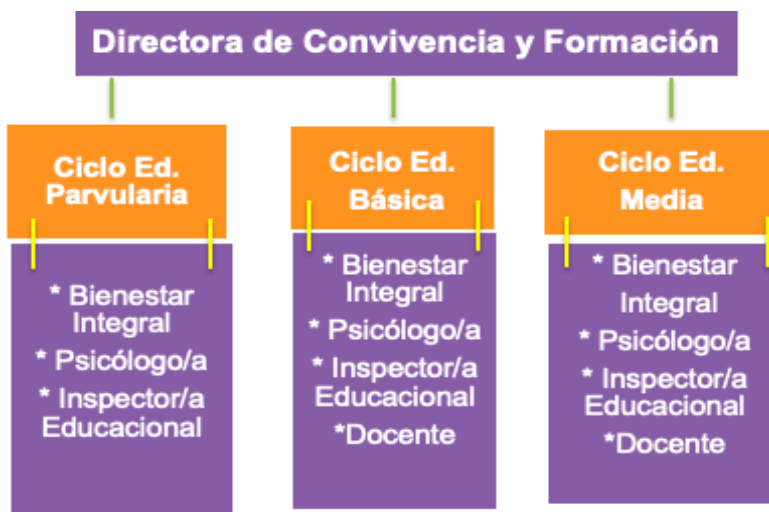 Directora de Convivencia y Formación
Ciclo Ed.
Parvularia
* Bienestar
Integral
* Psicólogo/a
* Inspector/a
Educacional
Ciclo Ed.
Básica
* Bienestar
Integral
* Psicólogo/a
* Inspector/a
Educacional
*Docente
Ciclo Ed.
Media
* Bienestar
Integral
* Psicólogo/a
* Inspector/a
Educacional
*Docente